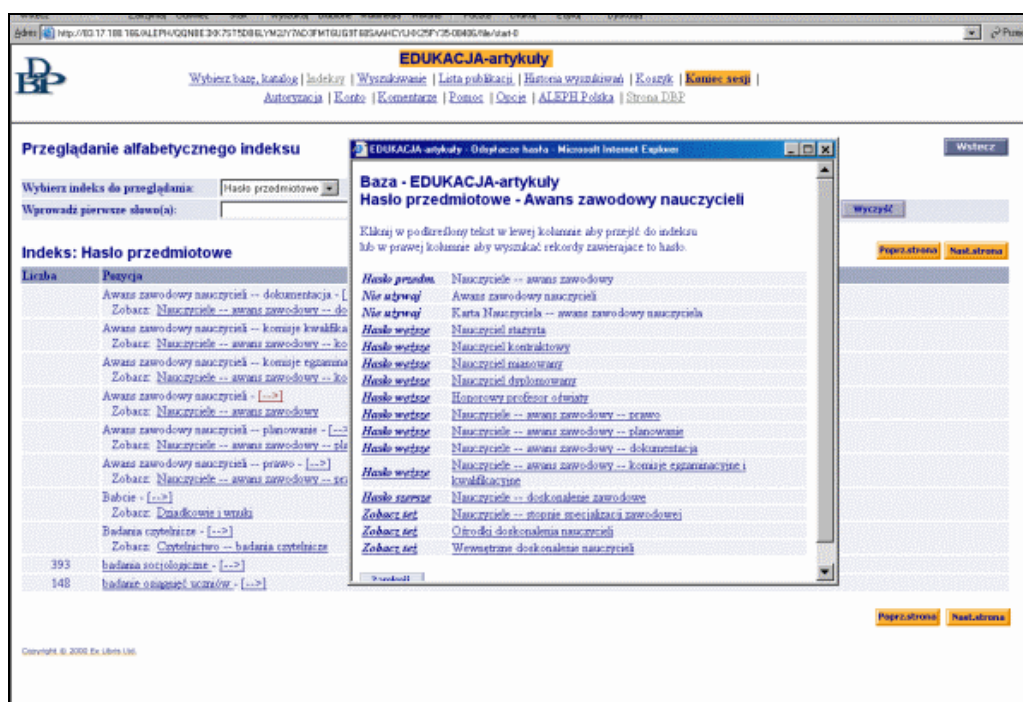 EDUKACJA-artykuły
DBP
Wybierz bazę, katalog | Indeksy | Wyszukiwanie | Lista publikacji | Historia wyszukiwań | Koszyk | Koniec sesji |
Autoryzacja | Konto | Komentarze | Pomoc | Opcje | ALEPH Polska | Strona DBP
Przeglądanie alfabetycznego indeksu
Wstecz
Wybierz indeks do przeglądania:
Hasło przedmiotowe
Wprowadź pierwsze słowo(a):
Wyczyść
Indeks: Hasło przedmiotowe
Poprz.strona Nast.strona
Liczba Pozycja
Awans zawodowy nauczycieli -- dokumentacja - [
Zobacz: Nauczyciele -- awans zawodowy -- do
Awans zawodowy nauczycieli -- komisje kwalifika
Zobacz: Nauczyciele -- awans zawodowy -- ko
Awans zawodowy nauczycieli -- komisje egzamina
Zobacz: Nauczyciele -- awans zawodowy -- ko
Awans zawodowy nauczycieli - [-->]
Zobacz: Nauczyciele -- awans zawodowy
Awans zawodowy nauczycieli -- planowanie - [-->
Zobacz: Nauczyciele -- awans zawodowy -- pla
Awans zawodowy nauczycieli -- prawo - [-->]
Zobacz: Nauczyciele -- awans zawodowy -- pr
Babcie - [-->]
Zobacz: Dziadkowie i wnuki
Badania czytelnicze - [-->]
Zobacz: Czytelnictwo -- badania czytelnicze
393 badania socjologiczne - [-->]
148 badanie osiągnięć uczniów - [-->]
EDUKACJA-artykuły - Odsyłacze hasła - Microsoft Internet Explorer
Baza - EDUKACJA-artykuły
Hasło przedmiotowe - Awans zawodowy nauczycieli
Kliknij w podkreślony tekst w lewej kolumnie aby przejść do indeksu
lub w prawej kolumnie aby wyszukać rekordy zawierające to hasło.
Hasło przedm. Nauczyciele -- awans zawodowy
Nie używaj Awans zawodowy nauczycieli
Nie używaj Karta Nauczyciela -- awans zawodowy nauczyciela
Hasło węższe Nauczyciel stażysta
Hasło węższe Nauczyciel kontraktowy
Hasło węższe Nauczyciel mianowany
Hasło węższe Nauczyciel dyplomowany
Hasło węższe Honorowy profesor oświaty
Hasło węższe Nauczyciele -- awans zawodowy -- prawo
Hasło węższe Nauczyciele -- awans zawodowy -- planowanie
Hasło węższe Nauczyciele -- awans zawodowy -- dokumentacja
Hasło węższe Nauczyciele -- awans zawodowy -- komisje egzaminacyjne i
kwalifikacyjne
Hasło szersze Nauczyciele -- doskonalenie zawodowe
Zobacz też Nauczyciele -- stopnie specjalizacji zawodowej
Zobacz też Ośrodki doskonalenia nauczycieli
Zobacz też Wewnętrzne doskonalenie nauczycieli
Poprz.strona Nast.strona
Copyright © 2000 Ex Libris Ltd.